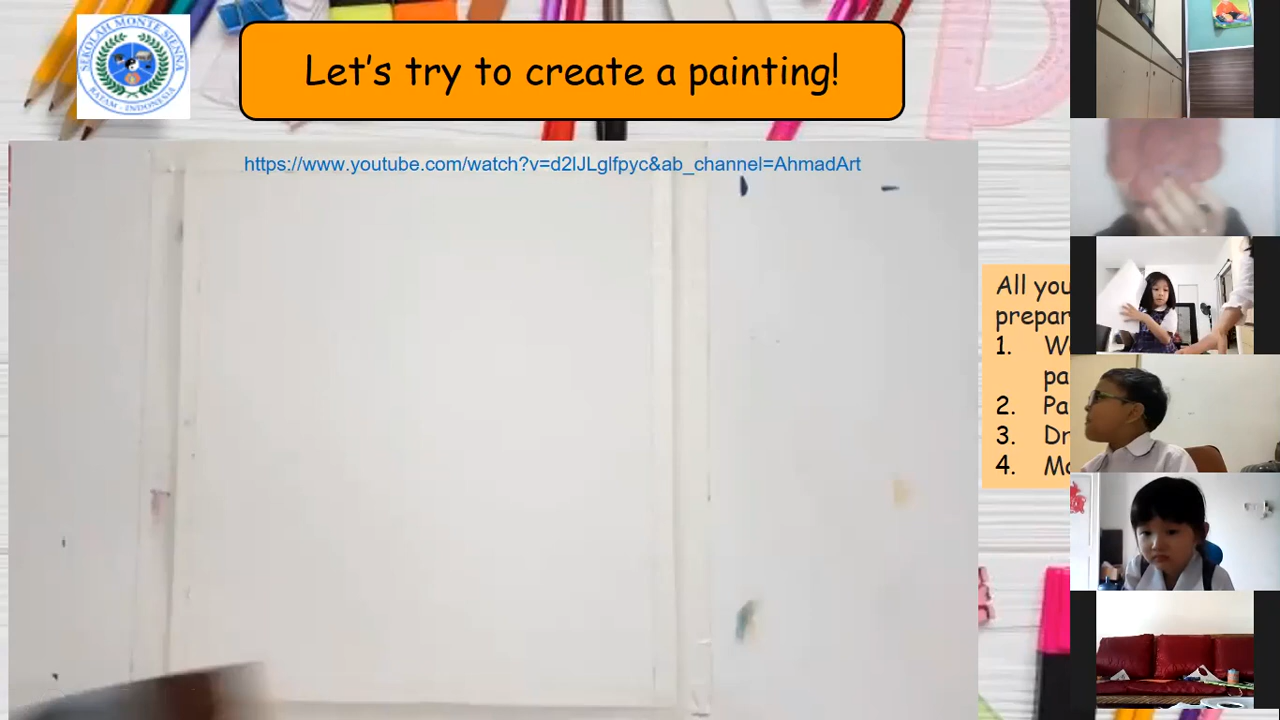 SEKOLAH MONTE SIENNA
BATAM - INDONESIA
Let's try to create a painting!
https://www.youtube.com/watch?v=d2lJLglfpyc&ab_channel=AhmadArt
All you
1.
2.
3.
4.